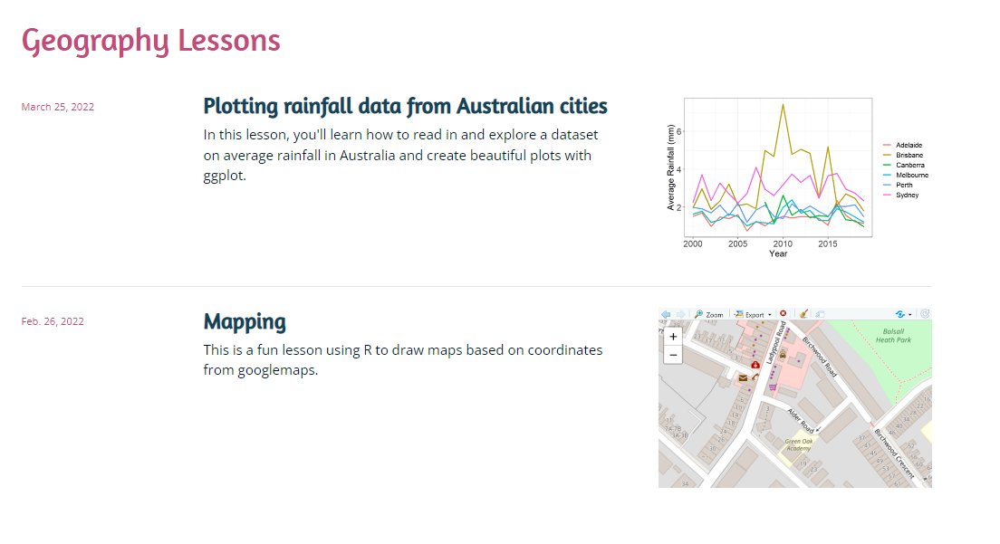 Geography Lessons
March 25, 2022
Plotting rainfall data from Australian cities
In this lesson, you'll learn how to read in and explore a dataset
on average rainfall in Australia and create beautiful plots with
ggplot.
Average Rainfall (mm)
6
4
2
2000 2005 2010 2015
Year
Adelaide
Brisbane
Canberra
Melbourne
Perth
Sydney
Feb. 26, 2022
Mapping
This is a fun lesson using R to draw maps based on coordinates
from googlemaps.
Zoom Export
+
−
Ladypool Road
Birchwood Road
Balsall
Heath Park
Alder Road
Green Oak
Academy
Birchwood Crescent
3
34